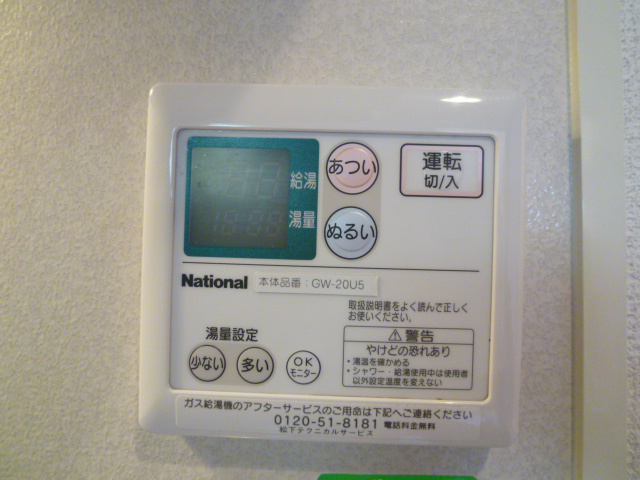 給湯
湯量
あつい
ぬるい
運転
切/入
National
本体品番：GW-20U5
取扱説明書をよく読んで正しく
お使いください。
湯量設定
少ない
多い
OK
モニター
⚠警告
やけどの恐れあり
・湯温を確かめる
・シャワー・給湯使用中は使用者
以外設定温度を変えない
ガス給湯機のアフターサービスのご用命は下記へご連絡ください
0120-51-8181 電話料金無料
松下テクニカルサービス